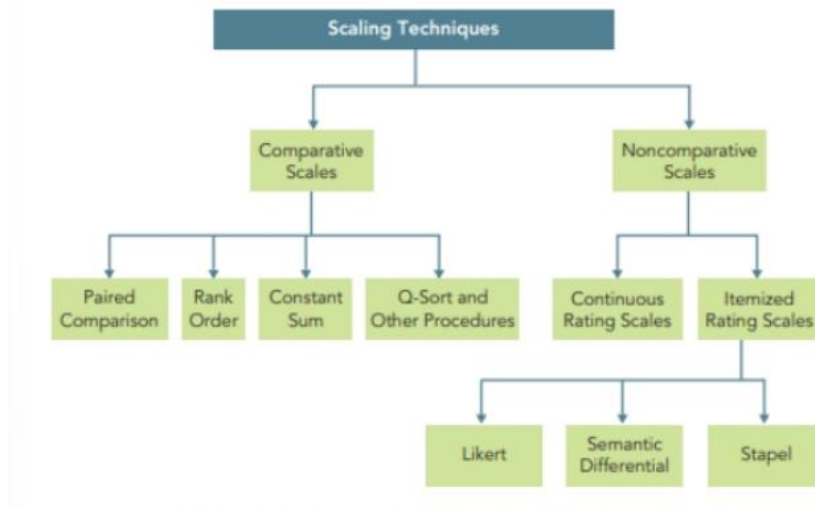 Scaling Techniques
Comparative
Scales
Noncomparative
Scales
Paired
Comparison
Rank
Order
Constant
Sum
Q-Sort and
Other Procedures
Continuous
Rating Scales
Itemized
Rating Scales
Likert
Semantic
Differential
Stapel